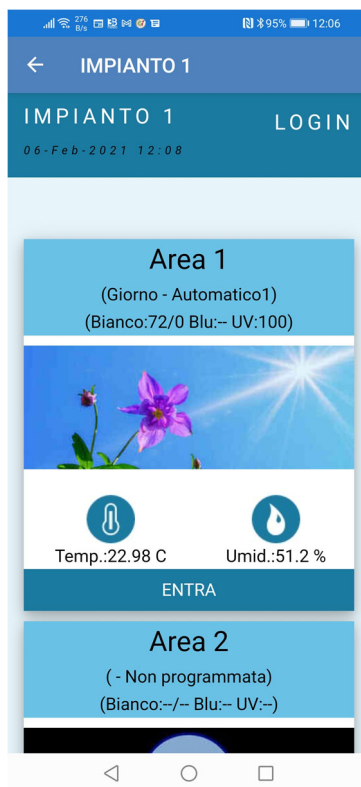 276
B/s
95%
12:06
IMPIANTO 1
IMPIANTO 1
LOGIN
06-Feb-2021 12:08
Area 1
(Giorno - Automatico1)
(Bianco:72/0 Blu:-- UV:100)
Temp.:22.98 C
Umid.:51.2 %
ENTRA
Area 2
( - Non programmata)
(Bianco:--/-- Blu:-- UV:--)